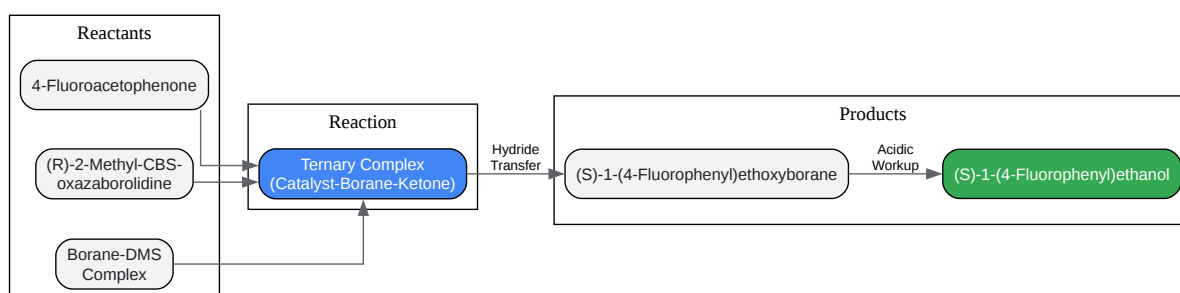 Reactants
4-Fluoroacetophenone
(R)-2-Methyl-CBS-
oxazaborolidine
Borane-DMS
Complex
Reaction
Ternary Complex
(Catalyst-Borane-Ketone)
Hydride
Transfer
Products
(S)-1-(4-Fluorophenyl)ethoxyborane
Acidic
Workup
(S)-1-(4-Fluorophenyl)ethanol